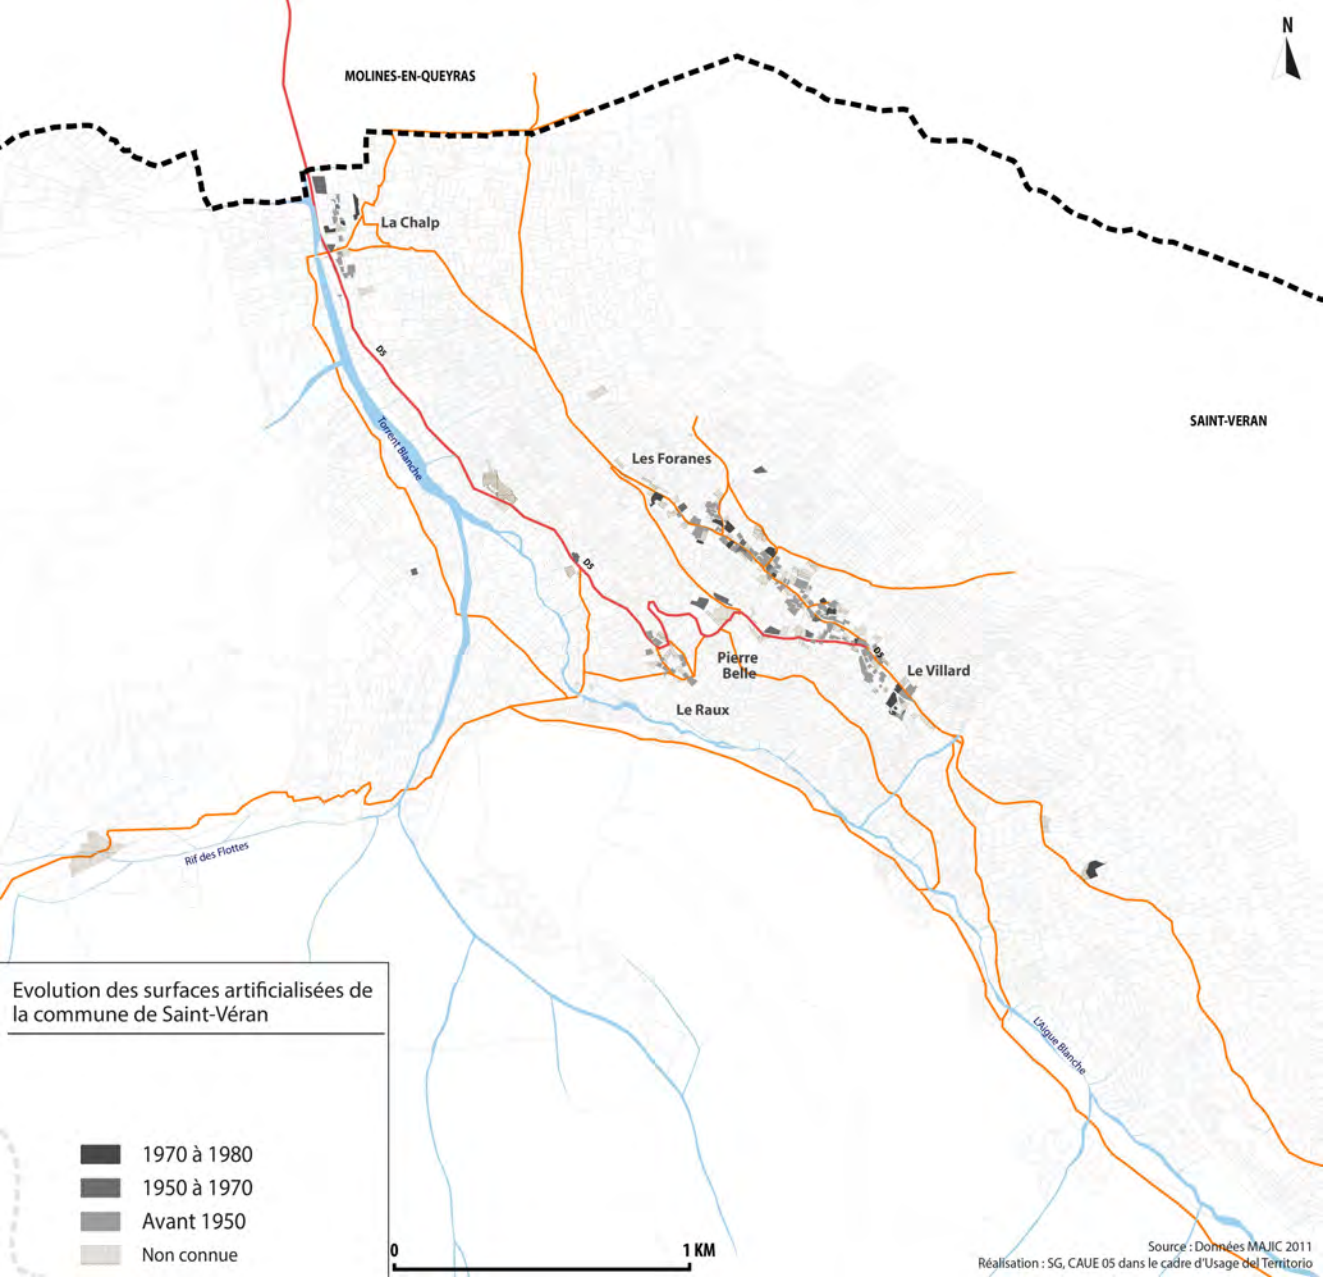 N
MOLINES-EN-QUEYRAS
La Chalp
D5
Torrent Blanche
SAINT-VERAN
Les Foranes
D5
D5
Pierre
Belle
Le Villard
Le Raux
Rif des Flottes
L'Aigue Blanche
Evolution des surfaces artificialisées de
la commune de Saint-Véran
1970 à 1980
1950 à 1970
Avant 1950
Non connue
0
1 KM
Source : Données MAJIC 2011
Réalisation : SG, CAUE 05 dans le cadre d'Usage del Territorio